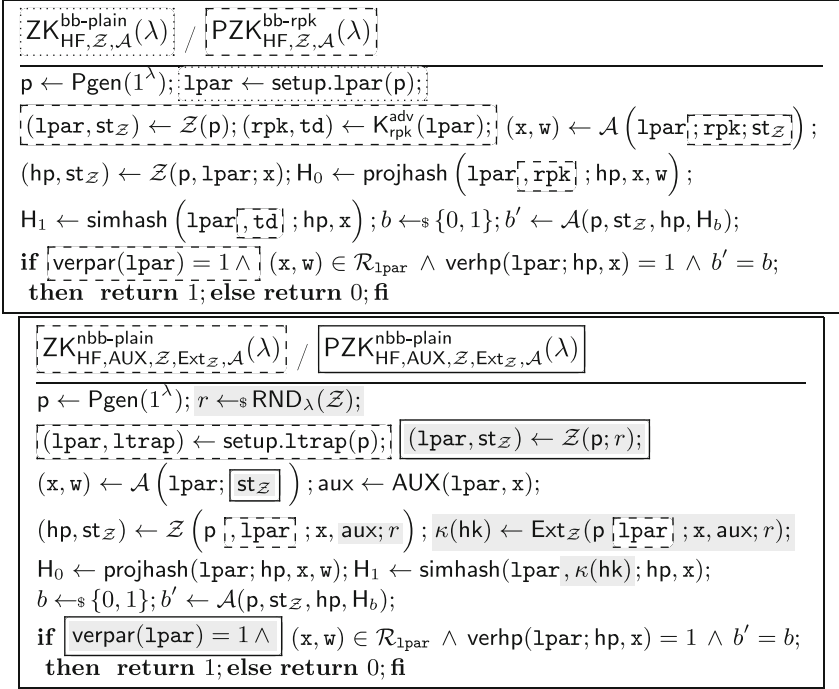 ZK^{bb-plain}_{HF,𝒵,𝒜}(λ) / PZK^{bb-rpk}_{HF,𝒵,𝒜}(λ)
p ← Pgen(1^λ); lpar ← setup.lpar(p);
(lpar, st_𝒵) ← 𝒵(p); (rpk, td) ← K^{adv}_{rpk}(lpar); (x, w) ← 𝒜(lpar; rpk; st_𝒵);
(hp, st_𝒵) ← 𝒵(p, lpar; x); H_0 ← projhash(lpar, rpk; hp, x, w);
H_1 ← simhash(lpar, td; hp, x); b ←$ {0, 1}; b′ ← 𝒜(p, st_𝒵, hp, H_b);
if verpar(lpar) = 1 ∧ (x, w) ∈ ℛ_{lpar} ∧ verhp(lpar; hp, x) = 1 ∧ b′ = b;
then return 1; else return 0; fi
ZK^{nbb-plain}_{HF,AUX,𝒵,Ext_𝒵,𝒜}(λ) / PZK^{nbb-plain}_{HF,AUX,𝒵,Ext_𝒵,𝒜}(λ)
p ← Pgen(1^λ); r ←$ RND_λ(𝒵);
(lpar, ltrap) ← setup.ltrap(p); (lpar, st_𝒵) ← 𝒵(p; r);
(x, w) ← 𝒜(lpar; st_𝒵); aux ← AUX(lpar, x);
(hp, st_𝒵) ← 𝒵(p, lpar; x, aux; r); κ(hk) ← Ext_𝒵(p lpar; x, aux; r);
H_0 ← projhash(lpar; hp, x, w); H_1 ← simhash(lpar, κ(hk); hp, x);
b ←$ {0, 1}; b′ ← 𝒜(p, st_𝒵, hp, H_b);
if verpar(lpar) = 1 ∧ (x, w) ∈ ℛ_{lpar} ∧ verhp(lpar; hp, x) = 1 ∧ b′ = b;
then return 1; else return 0; fi